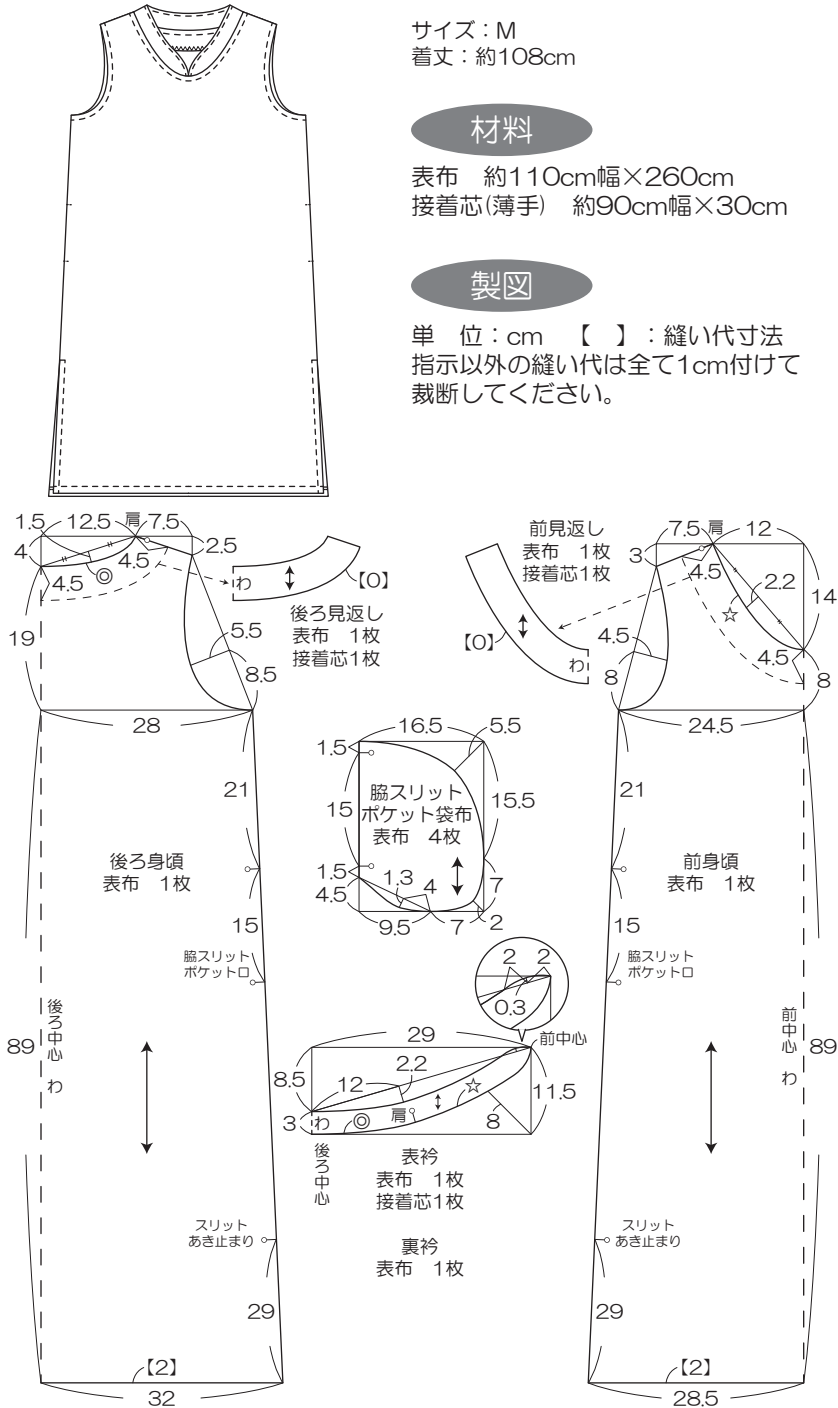 サイズ：M
着丈：約108cm
材料
表布　約110cm幅×260cm
接着芯(薄手)　約90cm幅×30cm
製図
単　位：cm　【　】：縫い代寸法
指示以外の縫い代は全て1cm付けて
裁断してください。
1.5
12.5
肩
7.5
4
2.5
4.5
4.5
◎
19
5.5
8.5
28
21
後ろ身頃
表布　1枚
15
脇スリット
ポケット口
後ろ中心　わ
89
スリット
あき止まり
29
【2】
32
わ
【0】
後ろ見返し
表布　1枚
接着芯1枚
前見返し
表布　1枚
接着芯1枚
【0】
わ
7.5
肩
12
3
4.5
2.2
14
☆
4.5
4.5
8
8
24.5
21
前身頃
表布　1枚
15
脇スリット
ポケット口
前中心　わ
89
スリット
あき止まり
29
【2】
28.5
16.5
5.5
1.5
15
脇スリット
ポケット袋布
表布　4枚
15.5
1.5
4.5
1.3
4
7
9.5
7
2
2
2
0.3
29
前中心
8.5
12
2.2
☆
11.5
3
わ
◎
肩
8
後ろ中心
表衿
表布　1枚
接着芯1枚
裏衿
表布　1枚